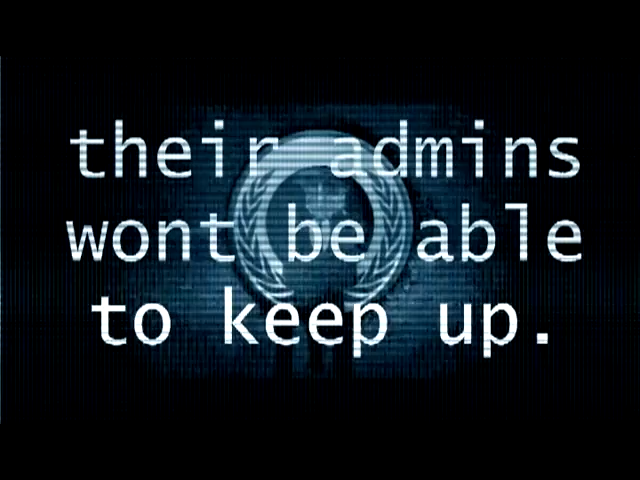 their admins
wont be able
to keep up.